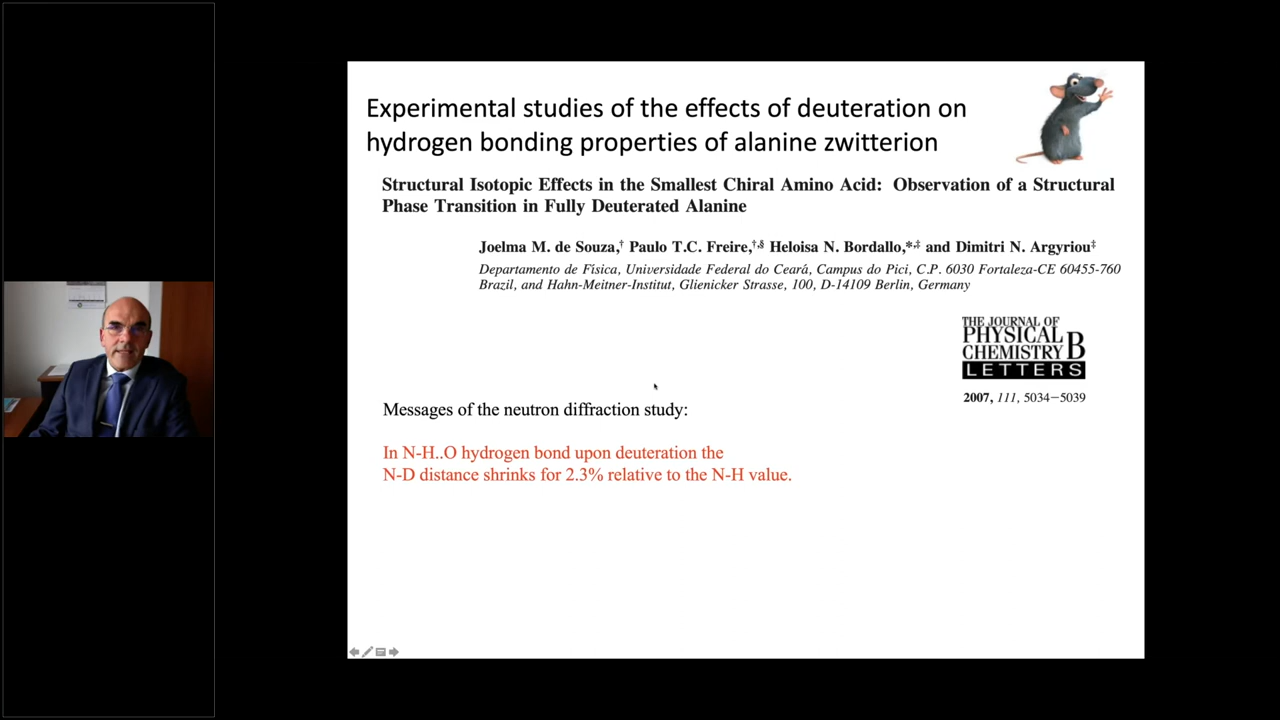 Experimental studies of the effects of deuteration on
hydrogen bonding properties of alanine zwitterion
Structural Isotopic Effects in the Smallest Chiral Amino Acid: Observation of a Structural
Phase Transition in Fully Deuterated Alanine
Joelma M. de Souza,† Paulo T.C. Freire,†,§ Heloisa N. Bordallo,*,‡ and Dimitri N. Argyriou‡
Departamento de Física, Universidade Federal do Ceará, Campus do Pici, C.P. 6030 Fortaleza-CE 60455-760
Brazil, and Hahn-Meitner-Institut, Glienicker Strasse, 100, D-14109 Berlin, Germany
THE JOURNAL OF
PHYSICAL
CHEMISTRY B
LETTERS
2007, 111, 5034−5039
Messages of the neutron diffraction study:
In N-H..O hydrogen bond upon deuteration the
N-D distance shrinks for 2.3% relative to the N-H value.